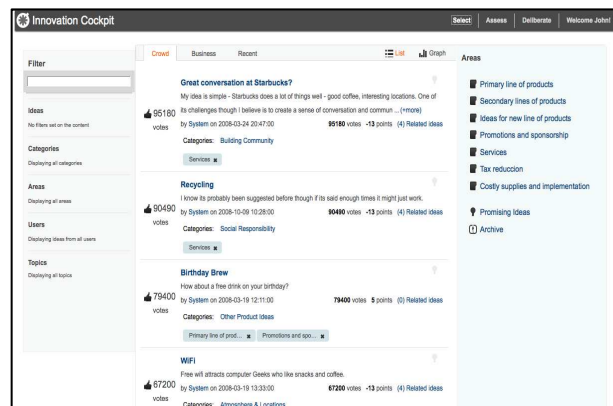 Innovation Cockpit
Select Assess Deliberate Welcome John!
Filter
Ideas
No filters set on the content
Categories
Displaying all categories
Areas
Displaying all areas
Users
Displaying ideas from all users
Topics
Displaying all topics
Crowd Business Recent List Graph
Great conversation at Starbucks?
My idea is simple - Starbucks does a lot of things well - good coffee, interesting locations. One of
its challenges though I believe is to create a sense of conversation and commun ... (+more)
95180
votes
by System on 2008-03-24 20:47:00 95180 votes -13 points (4) Related ideas
Categories: Building Community
Services x
Recycling
I know its probably been suggested before though if its said enough times it might just work.
90490
votes
by System on 2008-10-09 10:28:00 90490 votes -13 points (4) Related ideas
Categories: Social Responsibility
Services x
Birthday Brew
How about a free drink on your birthday?
79400
votes
by System on 2008-03-19 12:11:00 79400 votes 5 points (0) Related ideas
Categories: Other Product Ideas
Primary line of prod... x Promotions and spo... x
WiFi
Free wifi attracts computer Geeks who like snacks and coffee.
67200
votes
by System on 2008-03-19 13:33:00 67200 votes -13 points (4) Related ideas
Categories: Atmosphere & Locations
Areas
Primary line of products
Secondary lines of products
Ideas for new line of products
Promotions and sponsorship
Services
Tax reduccion
Costly supplies and implementation
Promising Ideas
Archive